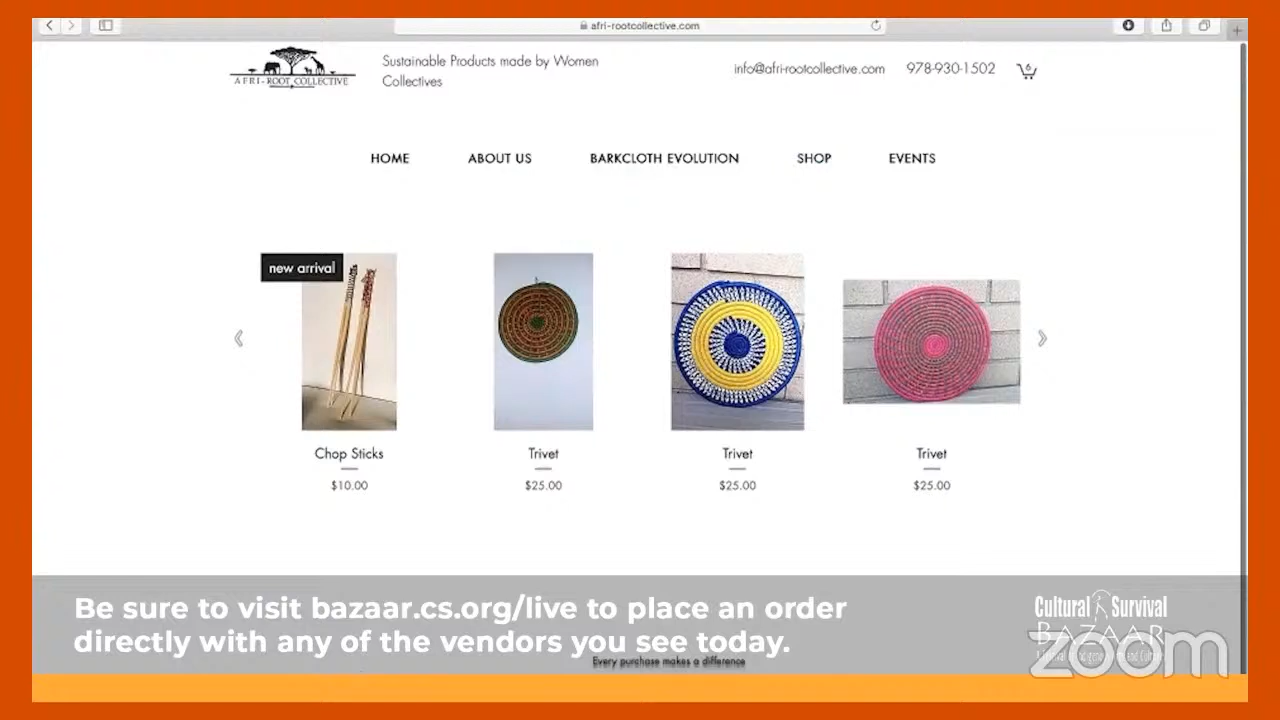 afri-rootcollective.com
AFRI-ROOT COLLECTIVE
Sustainable Products made by Women
Collectives
info@afri-rootcollective.com
978-930-1502
6
HOME
ABOUT US
BARKCLOTH EVOLUTION
SHOP
EVENTS
new arrival
Chop Sticks
$10.00
Trivet
$25.00
Trivet
$25.00
Trivet
$25.00
Be sure to visit bazaar.cs.org/live to place an order
directly with any of the vendors you see today.
Every purchase makes a difference
Cultural Survival
BAZAAR
zoom